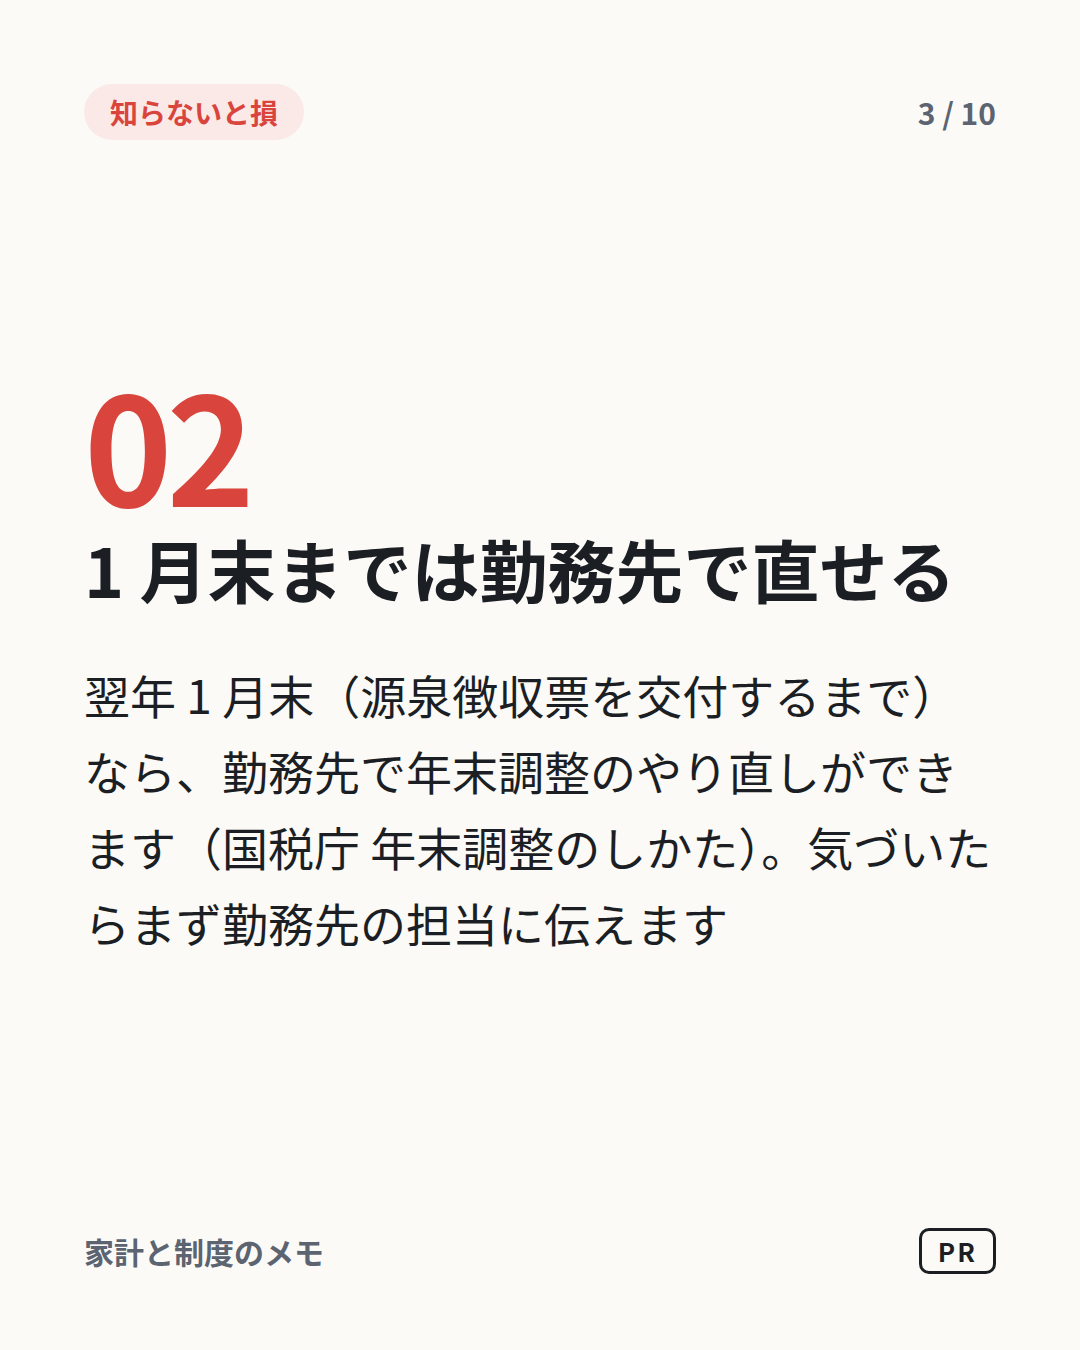 知らないと損
3 / 10
02
1 月末までは勤務先で直せる
翌年 1 月末（源泉徴収票を交付するまで）
なら、勤務先で年末調整のやり直しができ
ます（国税庁 年末調整のしかた）。気づいた
らまず勤務先の担当に伝えます
家計と制度のメモ
PR